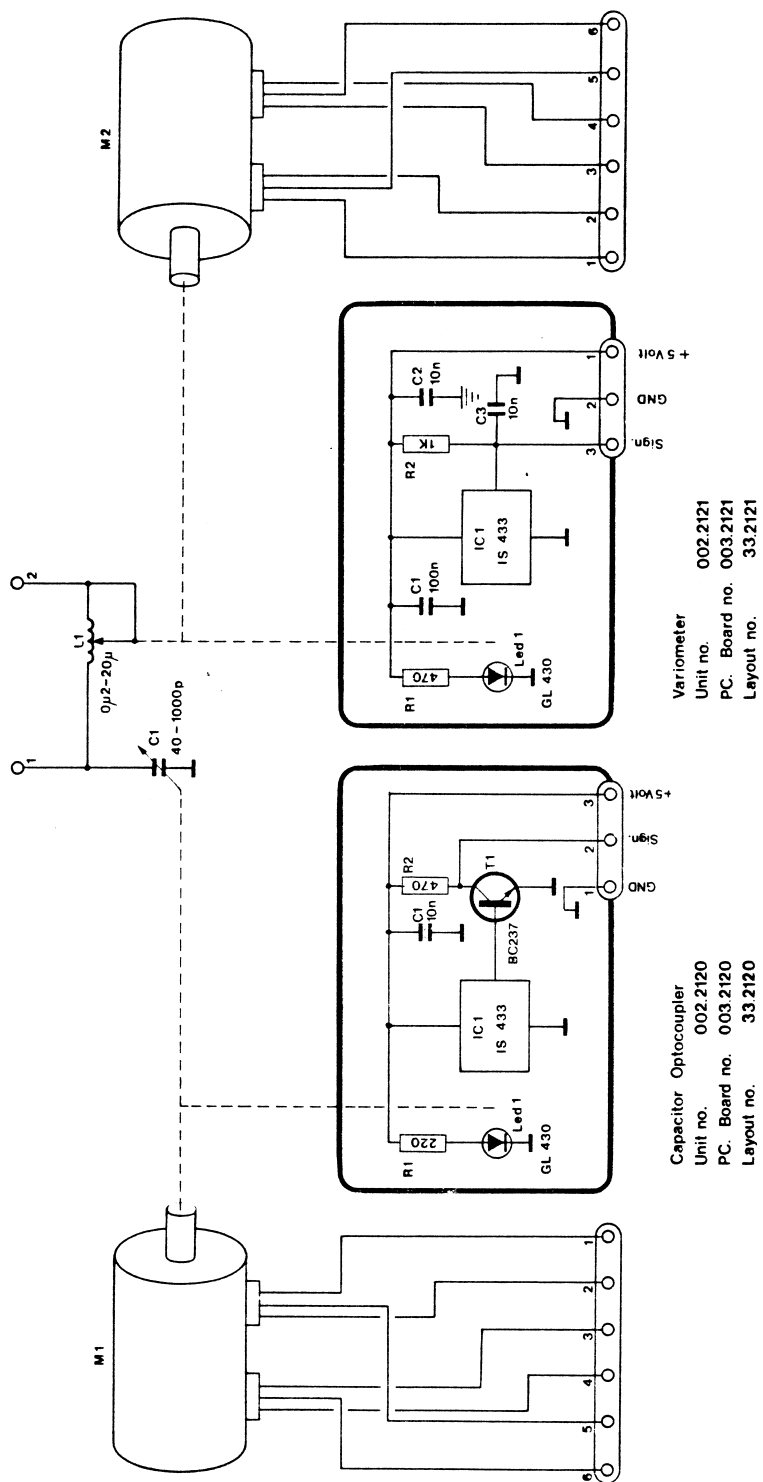 M1
1
2
3
4
5
6
M2
1
2
3
4
5
6
1
2
L1
0µ2-20µ
C1
40-1000p
R1
220
Led 1
GL 430
IC1
IS 433
C1
10n
R2
470
T1
BC237
1
2
3
GND
Sign.
+5Volt
Capacitor Optocoupler
Unit no. 002.2120
PC. Board no. 003.2120
Layout no. 33.2120
R1
470
Led 1
GL 430
C1
100n
IC1
IS 433
R2
1K
C2
10n
C3
10n
3
2
1
Sign.
GND
+ 5 Volt
Variometer
Unit no. 002.2121
PC. Board no. 003.2121
Layout no. 33.2121